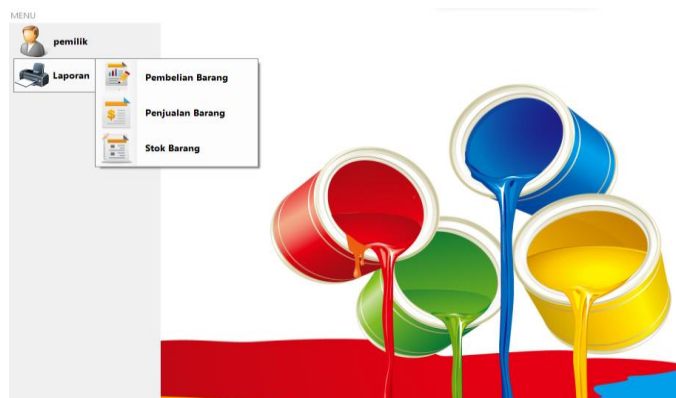 MENU
pemilik
Laporan
Pembelian Barang
Penjualan Barang
Stok Barang